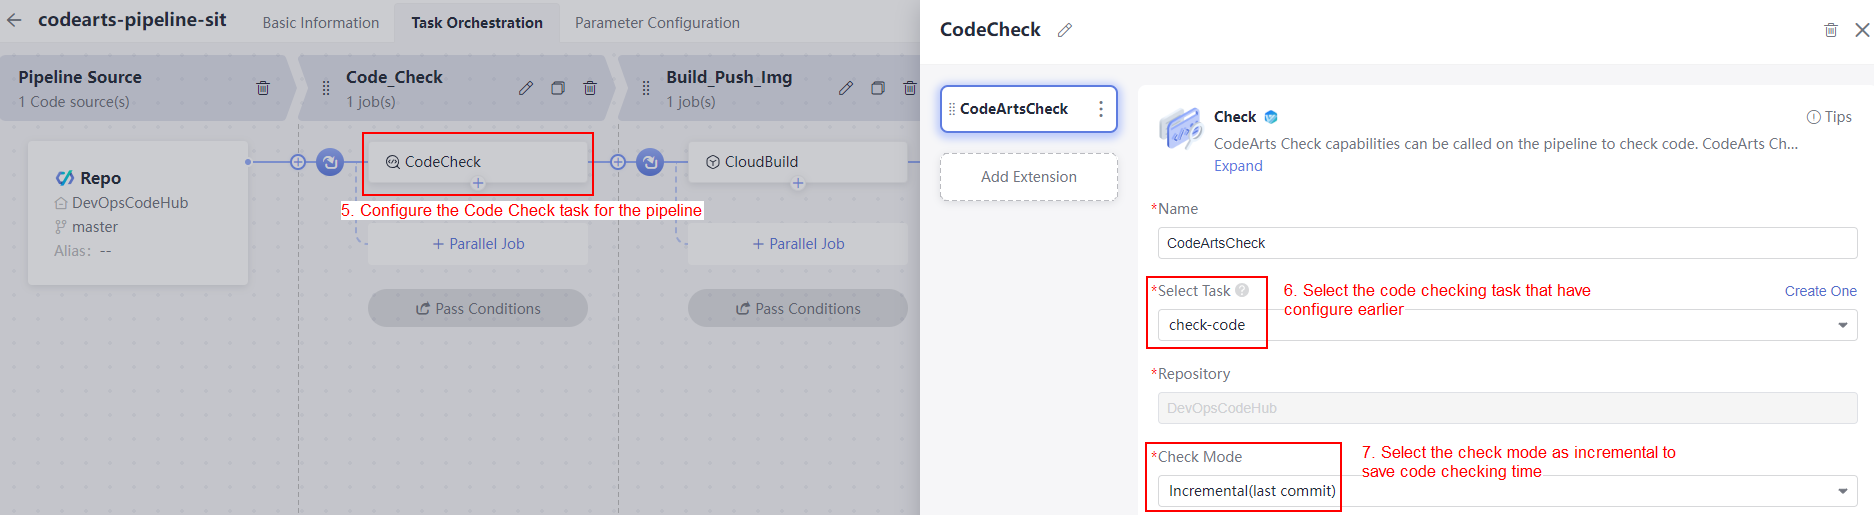 codearts-pipeline-sit
Basic Information
Task Orchestration
Parameter Configuration
Pipeline Source
1 Code source(s)
Code_Check
1 job(s)
Build_Push_Img
1 job(s)
Repo
DevOpsCodeHub
master
Alias: --
CodeCheck
CloudBuild
5. Configure the Code Check task for the pipeline
+ Parallel Job
+ Parallel Job
Pass Conditions
Pass Conditions
CodeCheck
CodeArtsCheck
Add Extension
Check
Tips
CodeArts Check capabilities can be called on the pipeline to check code. CodeArts Ch...
Expand
*Name
CodeArtsCheck
*Select Task
Create One
check-code
6. Select the code checking task that have
configure earlier
*Repository
DevOpsCodeHub
*Check Mode
Incremental(last commit)
7. Select the check mode as incremental to
save code checking time